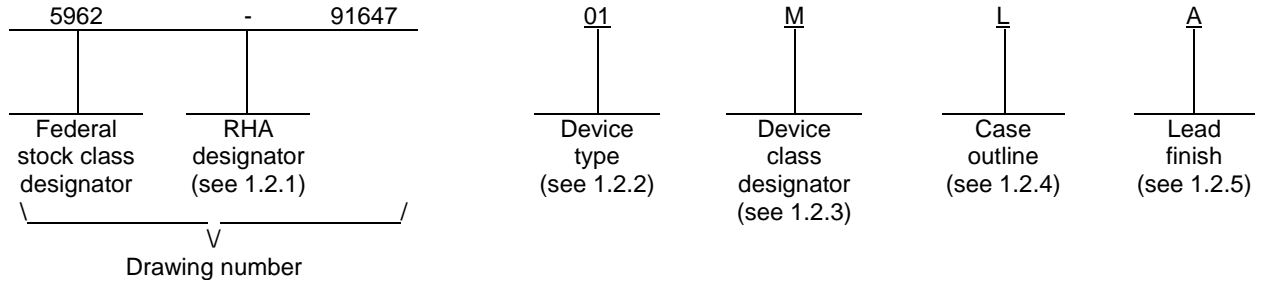 5962 - 91647 01 M L A
Federal stock class designator
RHA designator (see 1.2.1)
Device type (see 1.2.2)
Device class designator (see 1.2.3)
Case outline (see 1.2.4)
Lead finish (see 1.2.5)
Drawing number